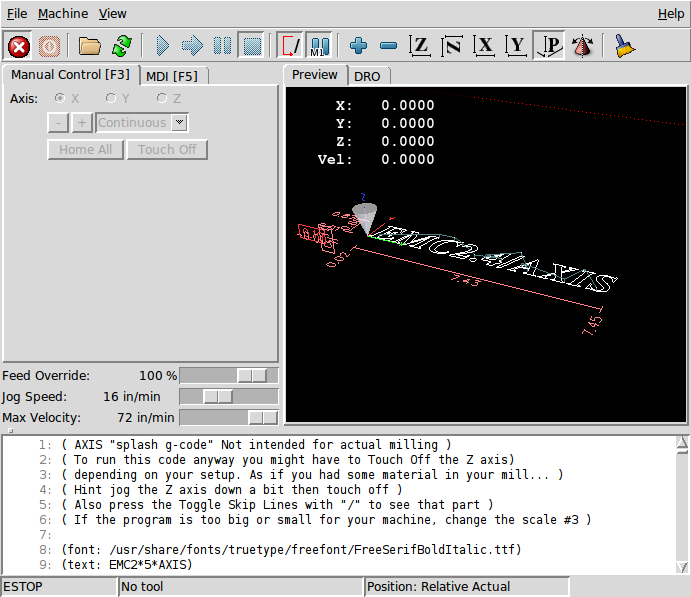 File Machine View Help
M1 Z N X Y P
Manual Control [F3] MDI [F5]
Preview DRO
Axis: X Y Z
- + Continuous
Home All Touch Off
X: 0.0000
Y: 0.0000
Z: 0.0000
Vel: 0.0000
Z
EMC2.4/AXIS
0.02
7.43
7.45
Feed Override: 100 %
Jog Speed: 16 in/min
Max Velocity: 72 in/min
1: ( AXIS "splash g-code" Not intended for actual milling )
2: ( To run this code anyway you might have to Touch Off the Z axis)
3: ( depending on your setup. As if you had some material in your mill... )
4: ( Hint jog the Z axis down a bit then touch off )
5: ( Also press the Toggle Skip Lines with "/" to see that part )
6: ( If the program is too big or small for your machine, change the scale #3 )
7:
8: (font: /usr/share/fonts/truetype/freefont/FreeSerifBoldItalic.ttf)
9: (text: EMC2*5*AXIS)
ESTOP No tool Position: Relative Actual